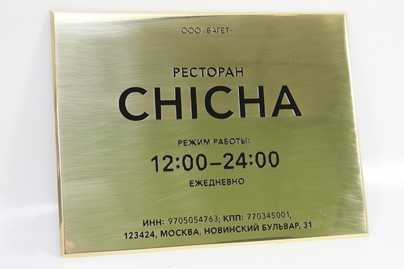 ООО «БАГЕТ»
РЕСТОРАН
CHICHA
РЕЖИМ РАБОТЫ:
12:00–24:00
ЕЖЕДНЕВНО
ИНН: 9705054763; КПП: 770345001,
123424, МОСКВА, НОВИНСКИЙ БУЛЬВАР, 31